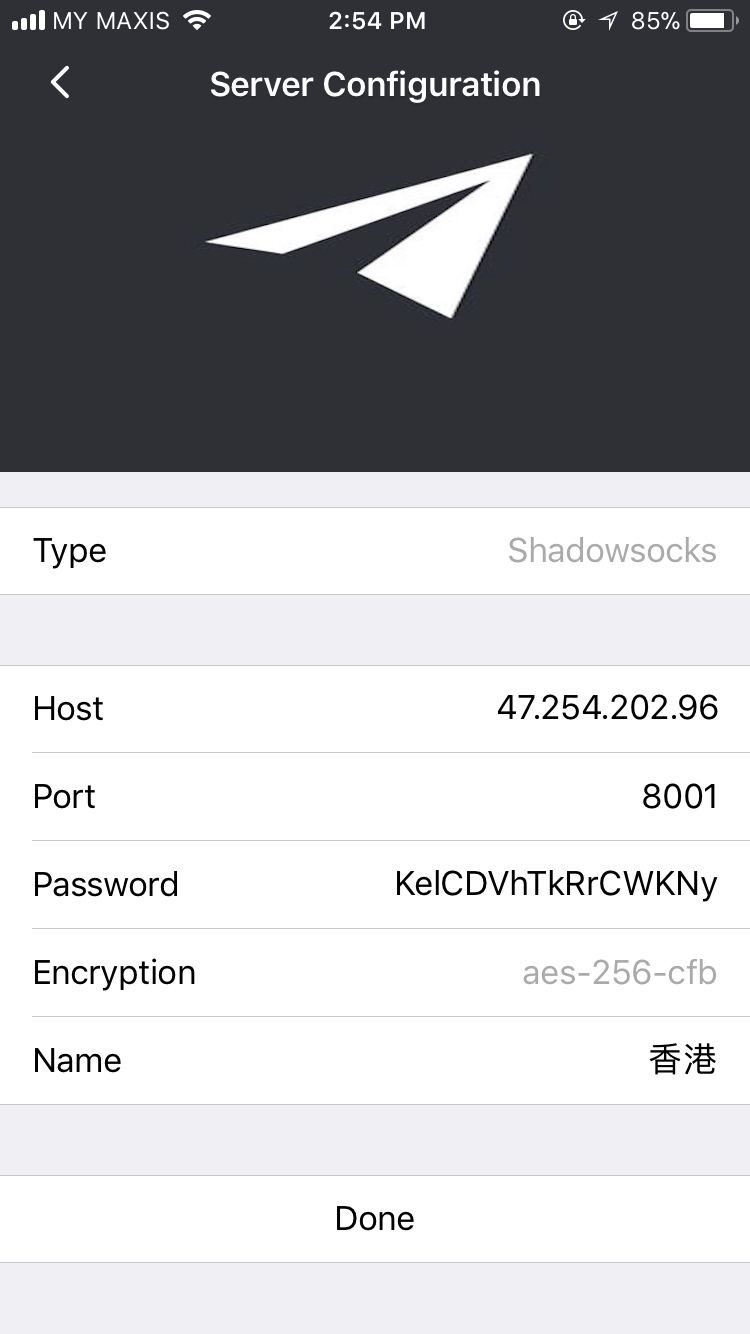 MY MAXIS 2:54 PM 85%
Server Configuration
Type Shadowsocks
Host 47.254.202.96
Port 8001
Password KelCDVhTkRrCWKNy
Encryption aes-256-cfb
Name 香港
Done